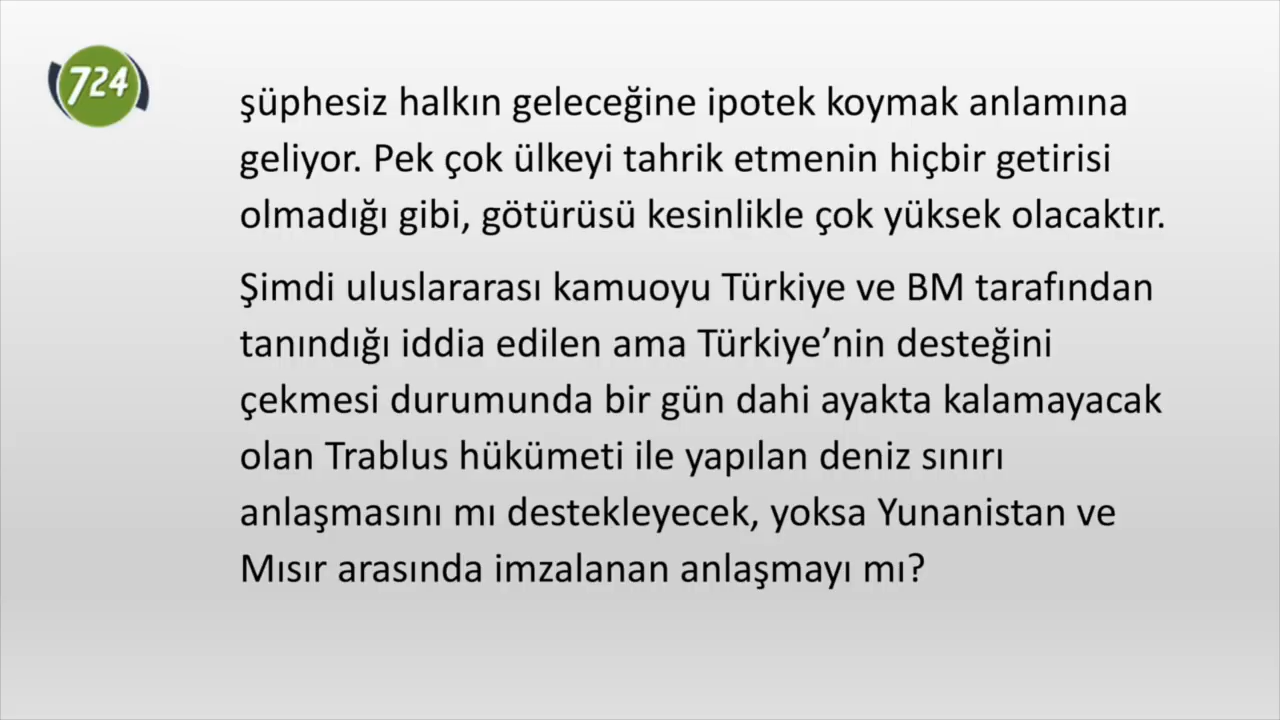 724
şüphesiz halkın geleceğine ipotek koymak anlamına
geliyor. Pek çok ülkeyi tahrik etmenin hiçbir getirisi
olmadığı gibi, götürüsü kesinlikle çok yüksek olacaktır.
Şimdi uluslararası kamuoyu Türkiye ve BM tarafından
tanındığı iddia edilen ama Türkiye’nin desteğini
çekmesi durumunda bir gün dahi ayakta kalamayacak
olan Trablus hükümeti ile yapılan deniz sınırı
anlaşmasını mı destekleyecek, yoksa Yunanistan ve
Mısır arasında imzalanan anlaşmayı mı?